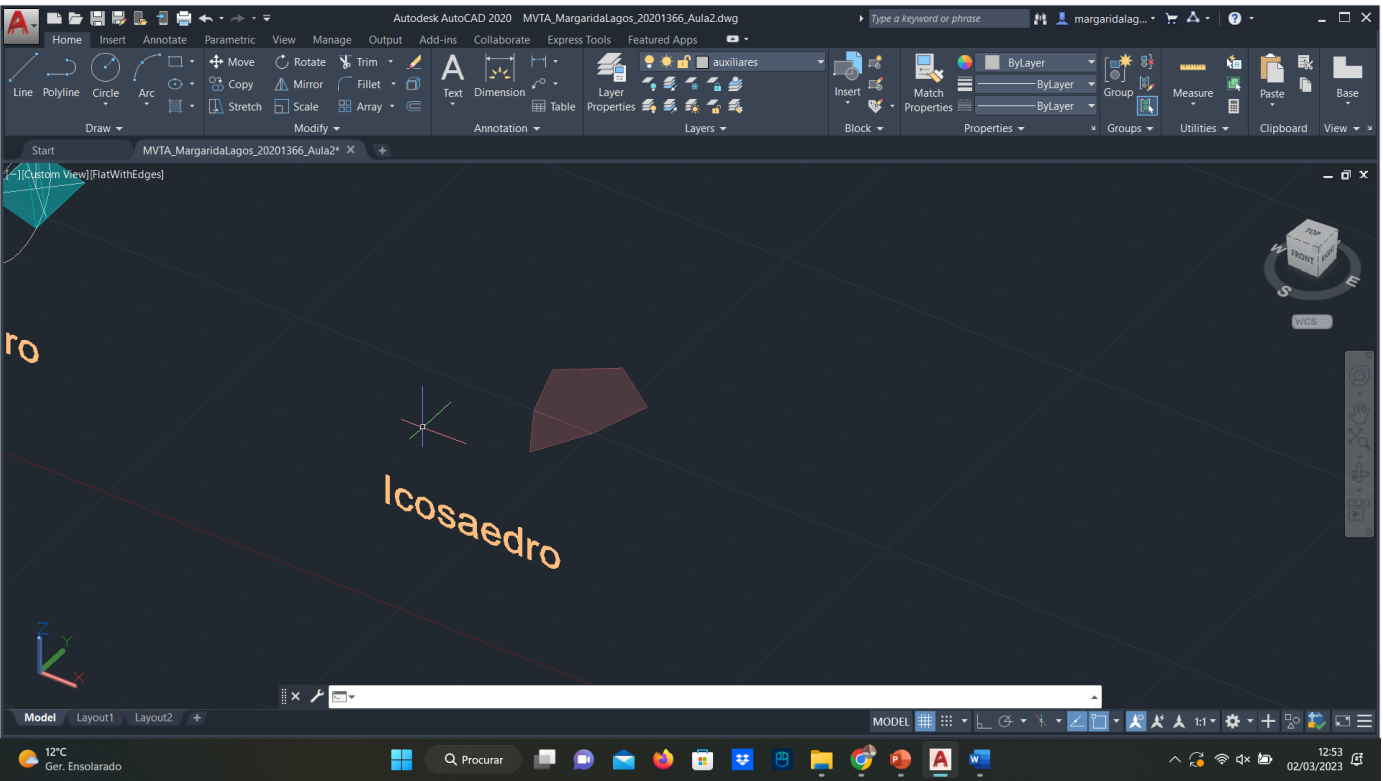 Autodesk AutoCAD 2020 MVTA_MargaridaLagos_20201366_Aula2.dwg
Type a keyword or phrase
margaridalag...
Home Insert Annotate Parametric View Manage Output Add-ins Collaborate Express Tools Featured Apps
Line Polyline Circle Arc
Move Rotate Trim
Copy Mirror Fillet
Stretch Scale Array
Text Dimension Table
Layer Properties
auxiliares
Insert
Match Properties
ByLayer
ByLayer
ByLayer
Group
Measure
Paste
Base
Draw Modify Annotation Layers Block Properties Groups Utilities Clipboard View
Start MVTA_MargaridaLagos_20201366_Aula2*
[−][Custom View][FlatWithEdges]
TOP
W FRONT RIGHT
S E
WCS
ro
Icosaedro
Z
Y
X
Model Layout1 Layout2
MODEL 1:1
12°C
Ger. Ensolarado
Procurar
12:53
02/03/2023